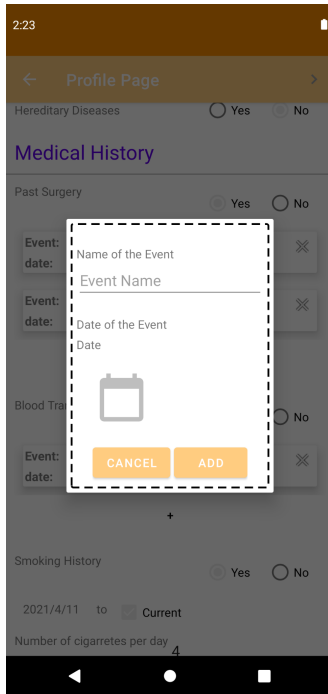 2:23
Profile Page
Hereditary Diseases Yes No
Medical History
Past Surgery Yes No
Event:
date:
Name of the Event
Event Name
Event:
date:
Date of the Event
Date
Blood No
Event:
date:
CANCEL ADD
+
Smoking History Yes No
2021/4/11 to Current
Number of cigarretes per day 4